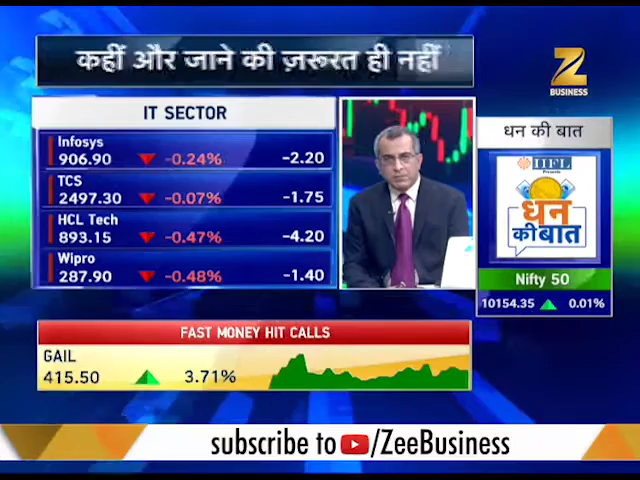 कहीं और जाने की ज़रूरत ही नहीं
ZEE
BUSINESS
IT SECTOR
Infosys
906.90 -0.24% -2.20
TCS
2497.30 -0.07% -1.75
HCL Tech
893.15 -0.47% -4.20
Wipro
287.90 -0.48% -1.40
धन की बात
IIFL
Presents
धन
की बात
Nifty 50
10154.35 0.01%
FAST MONEY HIT CALLS
GAIL
415.50 3.71%
subscribe to /ZeeBusiness